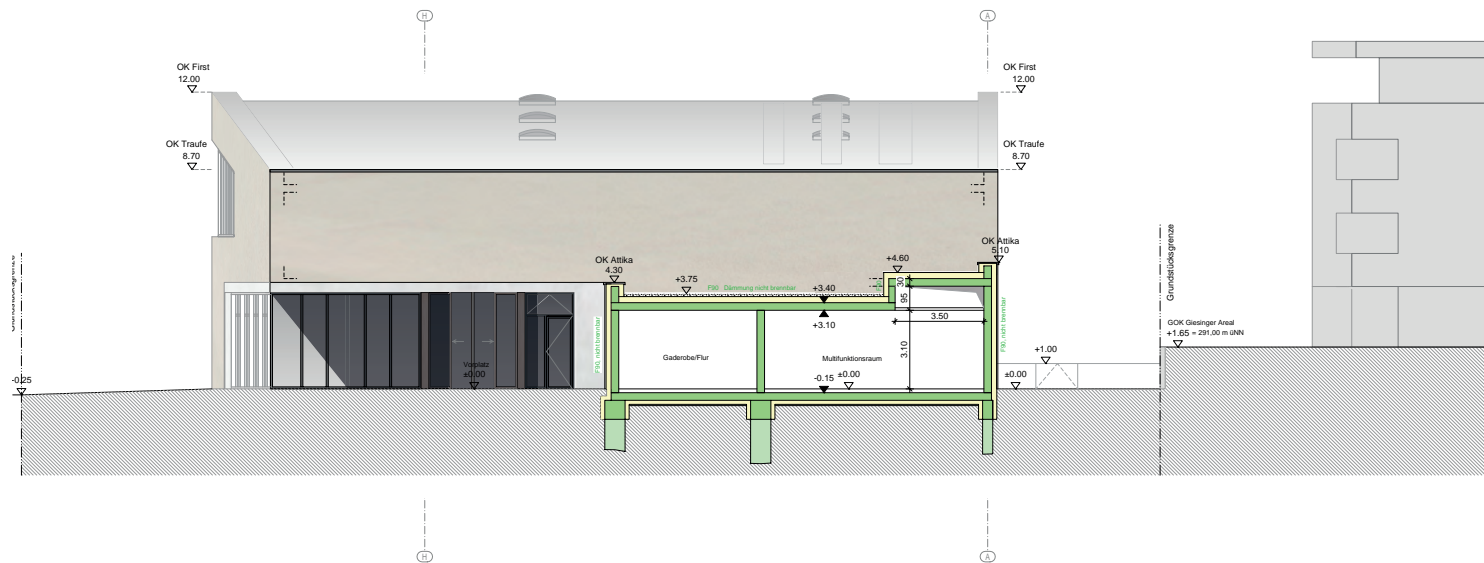 H
A
OK First
12.00
OK First
12.00
OK Traufe
8.70
OK Traufe
8.70
OK Attika
5.10
OK Attika
4.30
+4.60
+3.75
F90 Dämmung nicht brennbar
+3.40
30
95
3.50
+3.10
3.10
F90, nicht brennbar
F90, nicht brennbar
Grundstücksgrenze
GOK Giesinger Areal
+1.65 = 291,00 m üNN
Gaderobe/Flur
Multifunktionsraum
+1.00
Vorplatz
±0.00
-0.15
±0.00
±0.00
-0.25
H
A